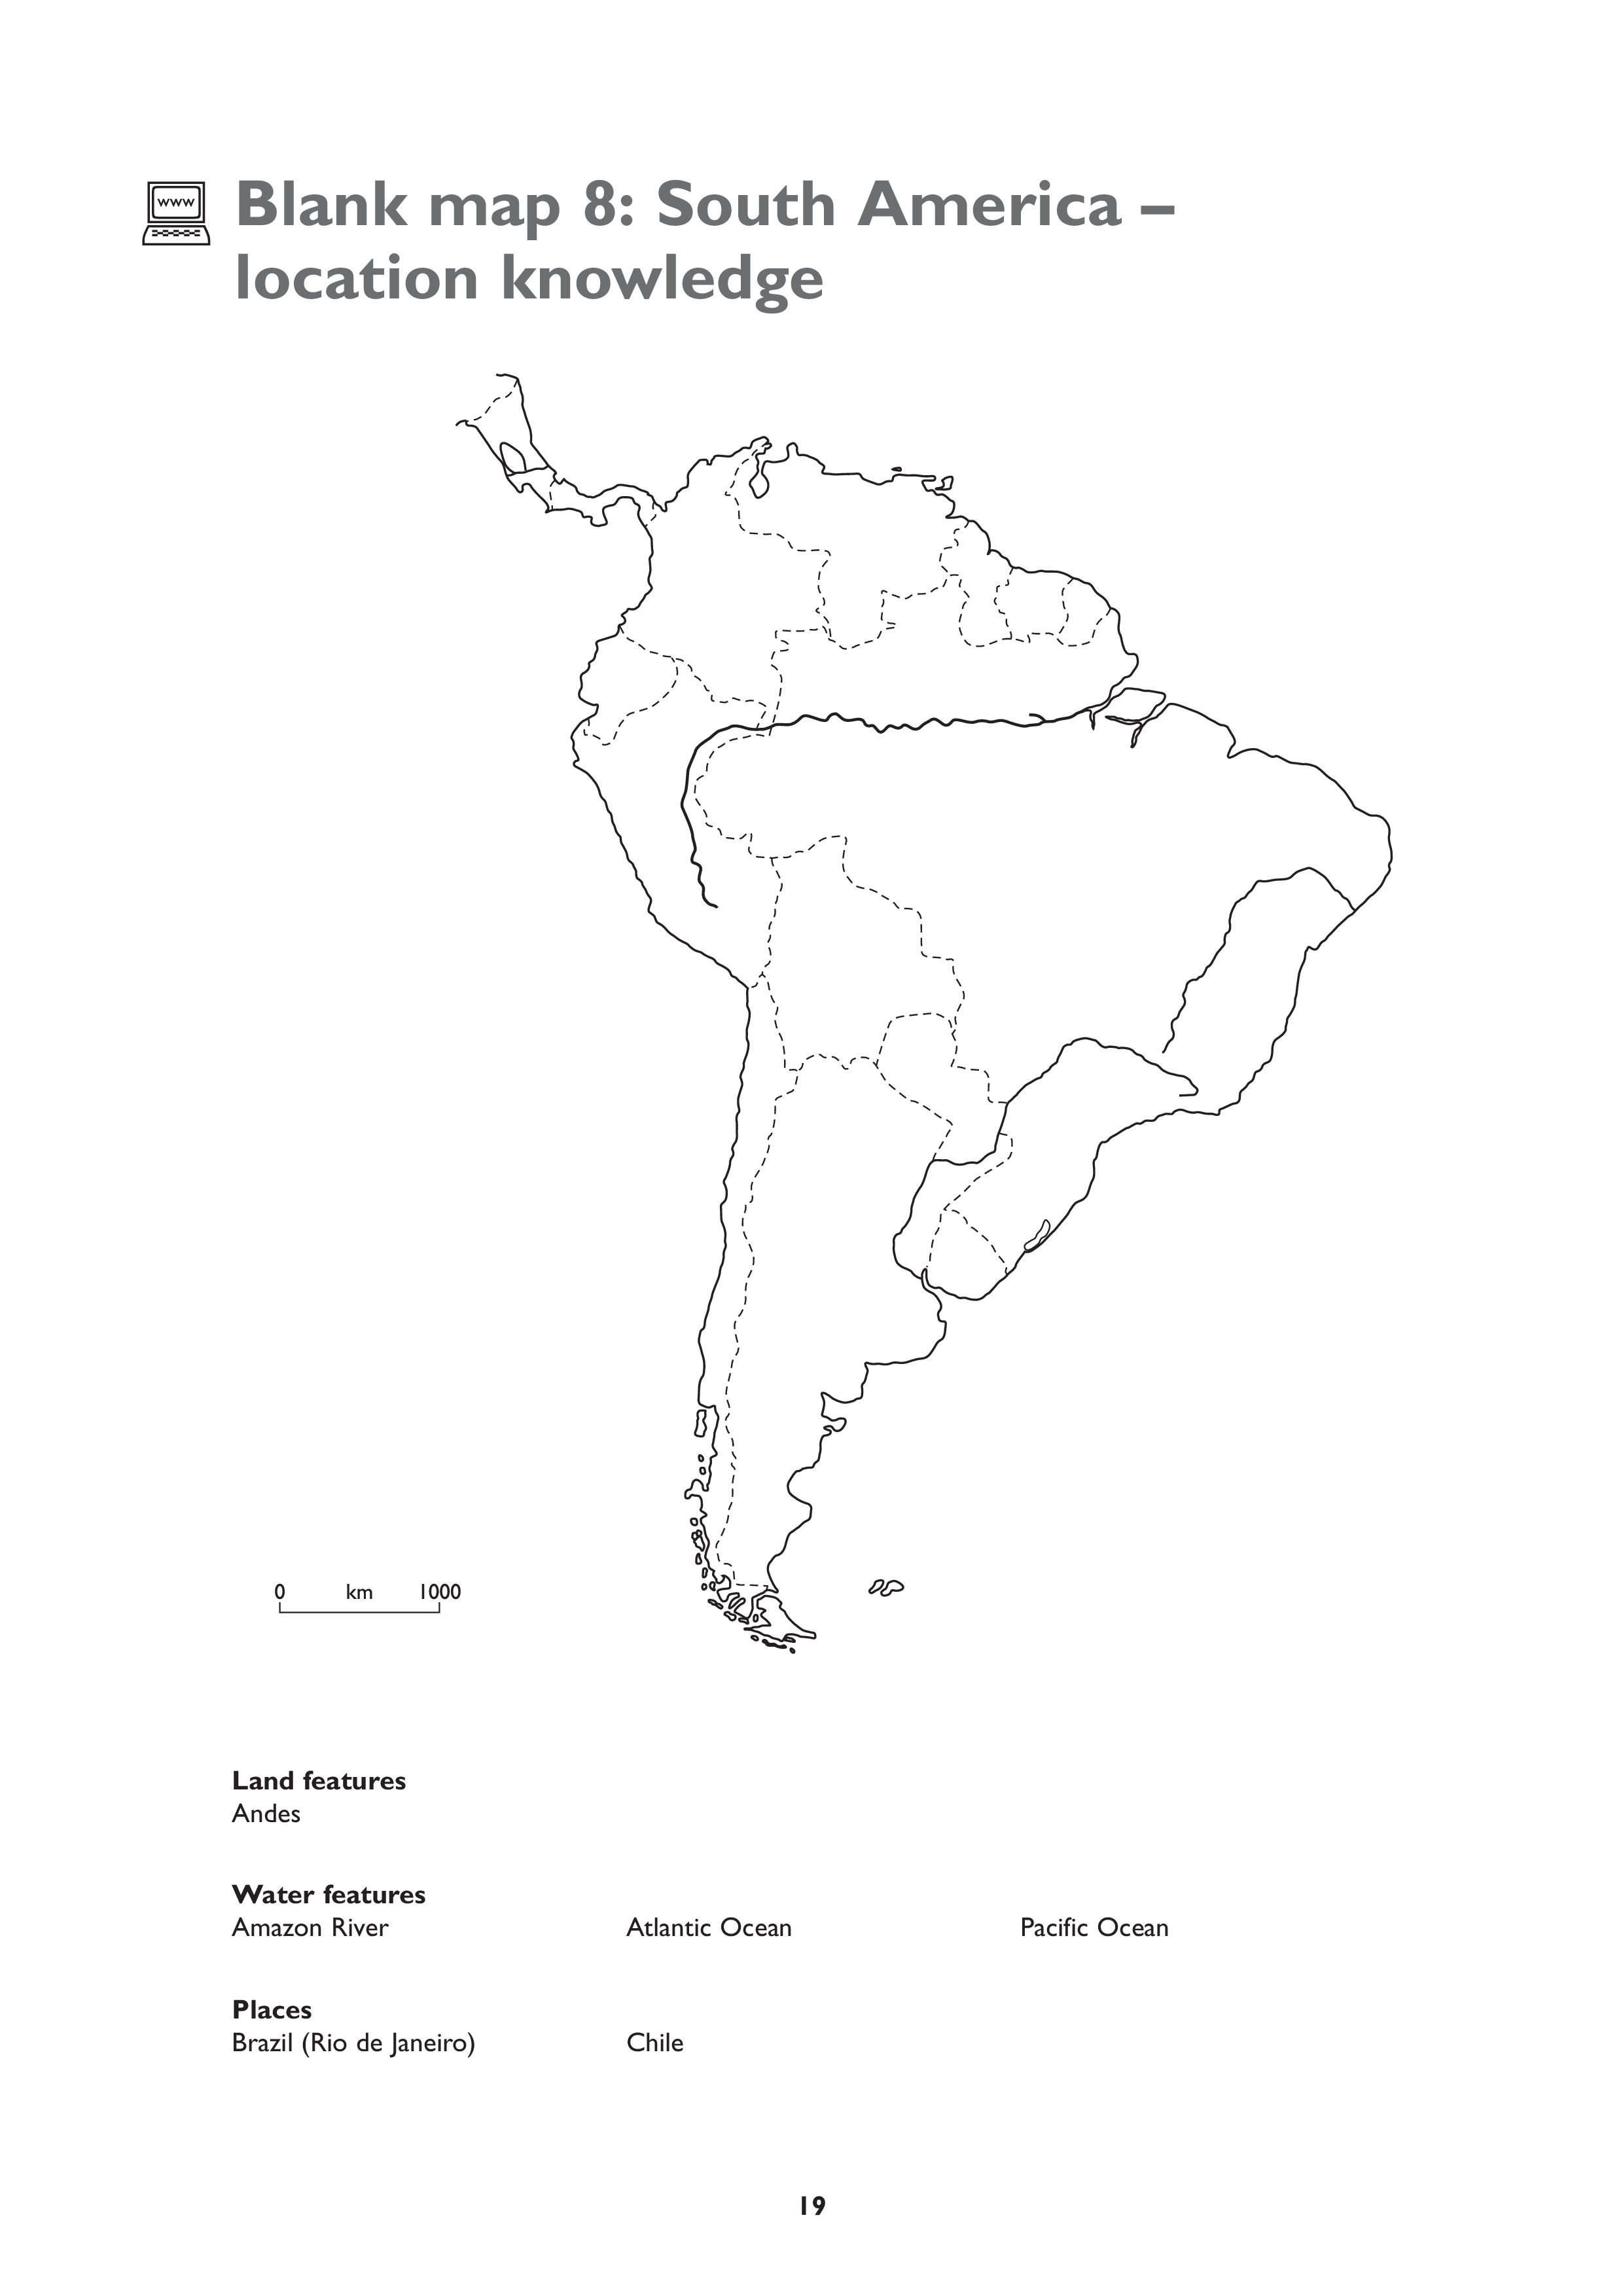 www
Blank map 8: South America –
location knowledge
0 km 1000
Land features
Andes
Water features
Amazon River Atlantic Ocean Pacific Ocean
Places
Brazil (Rio de Janeiro) Chile
19